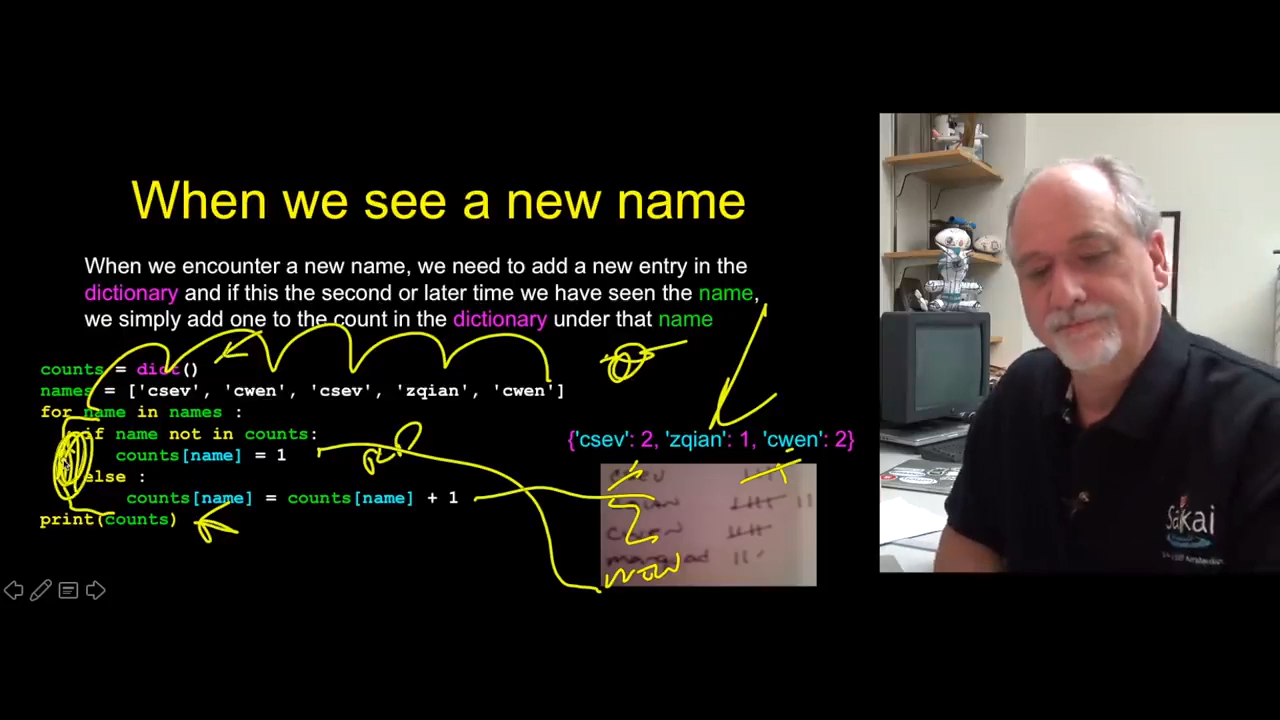 When we see a new name
When we encounter a new name, we need to add a new entry in the
dictionary and if this the second or later time we have seen the name,
we simply add one to the count in the dictionary under that name
counts = dict()
names = ['csev', 'cwen', 'csev', 'zqian', 'cwen']
for name in names :
if name not in counts:
counts[name] = 1
else :
counts[name] = counts[name] + 1
print(counts)
{'csev': 2, 'zqian': 1, 'cwen': 2}
csev
cwen
new
Sakai